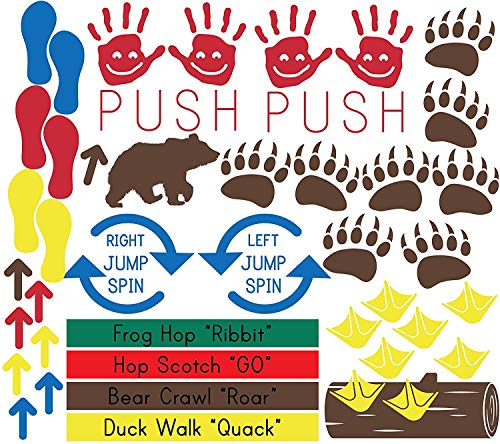 PUSH PUSH
RIGHT
JUMP
SPIN
LEFT
JUMP
SPIN
Frog Hop "Ribbit"
Hop Scotch "GO"
Bear Crawl "Roar"
Duck Walk "Quack"